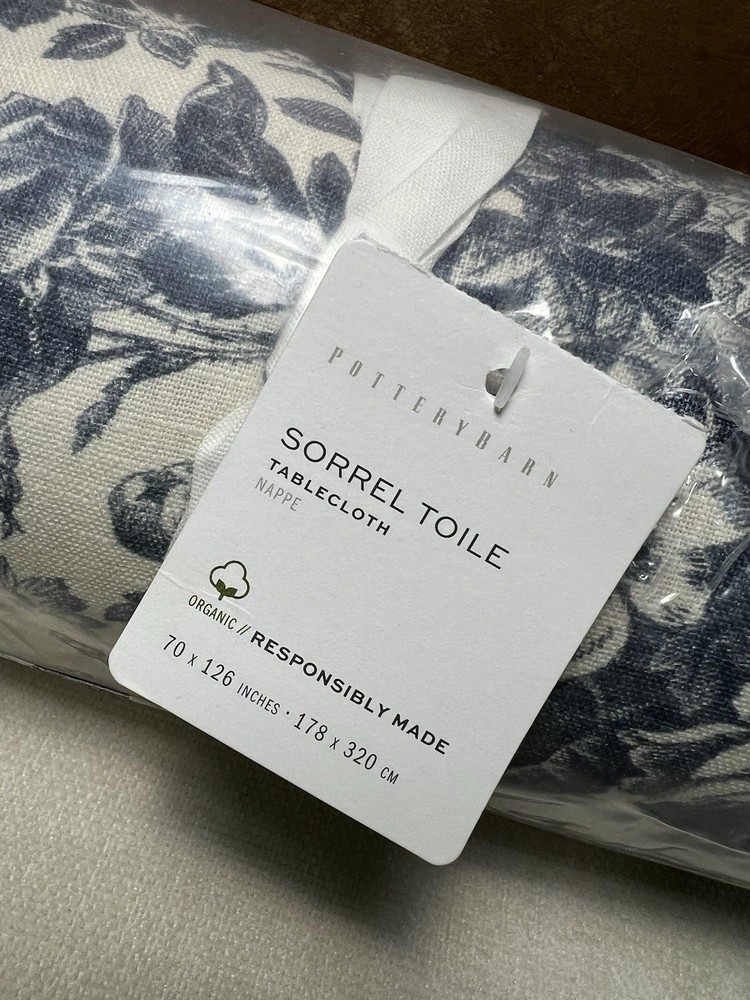 POTTERYBARN
SORREL TOILE
TABLECLOTH
NAPPE
ORGANIC // RESPONSIBLY MADE
70 x 126 INCHES · 178 x 320 CM